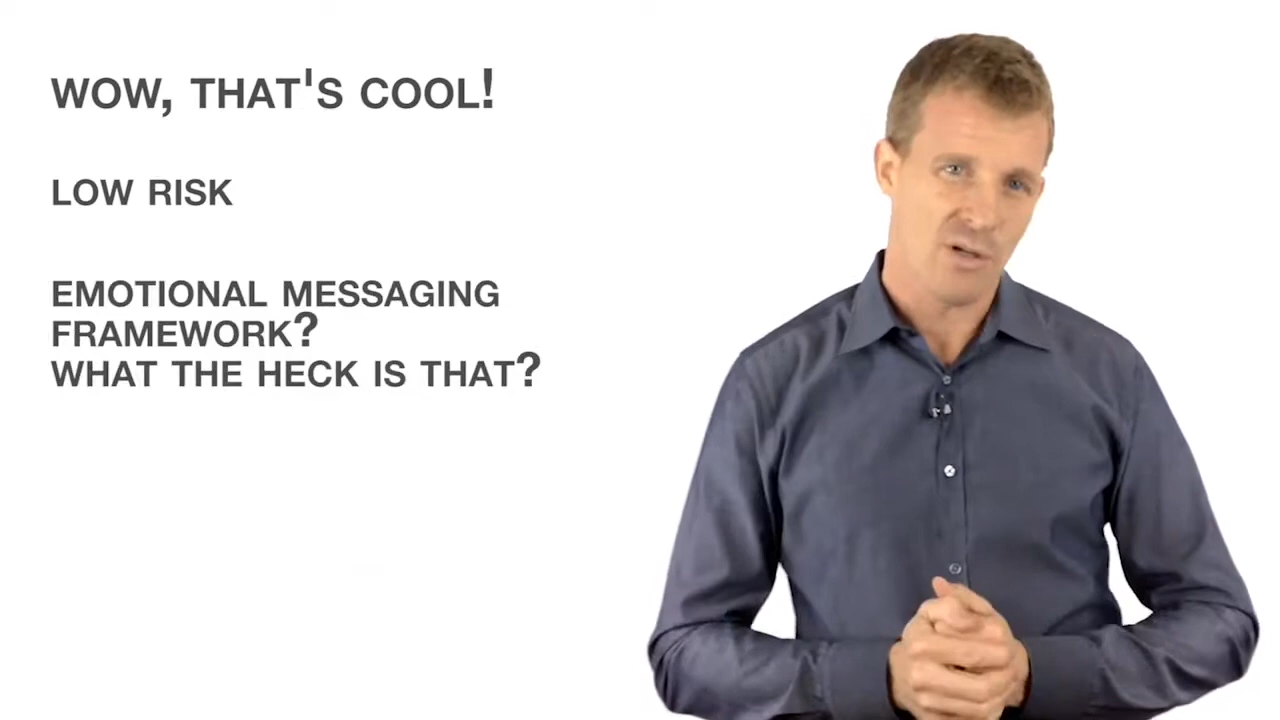 WOW, THAT'S COOL!
LOW RISK
EMOTIONAL MESSAGING
FRAMEWORK?
WHAT THE HECK IS THAT?